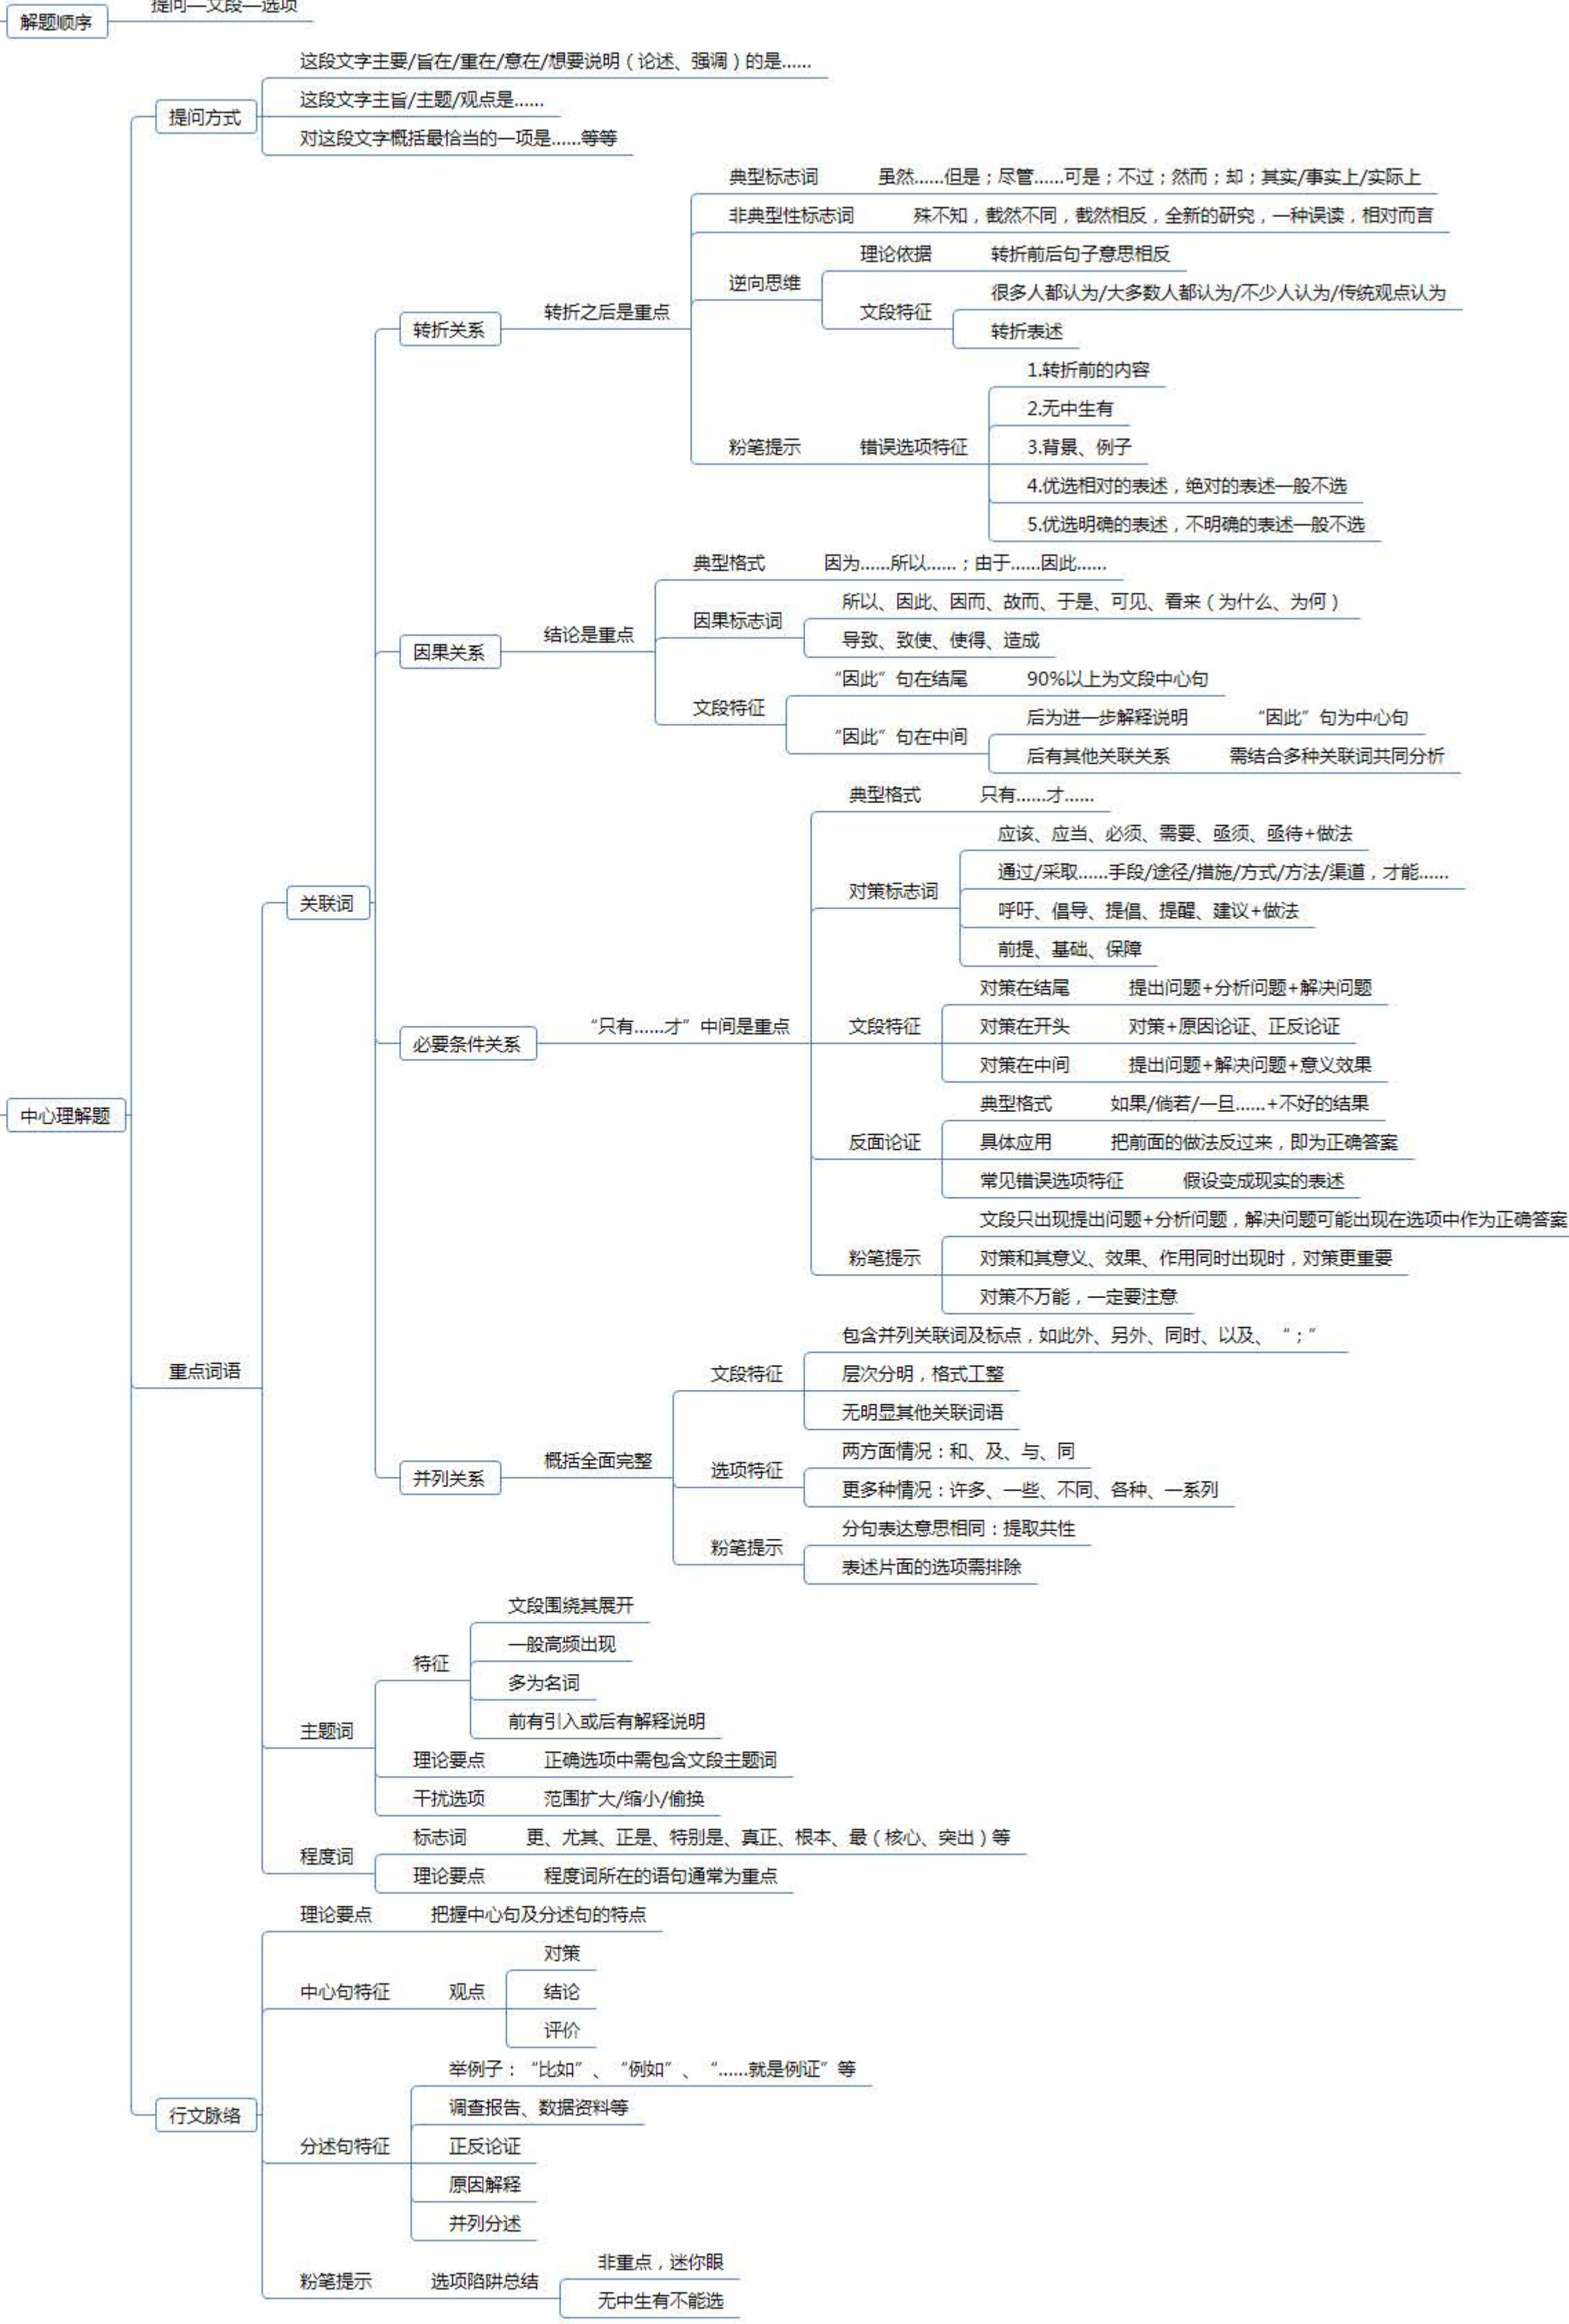 提问—文段—选项
解题顺序
这段文字主要/旨在/重在/意在/想要说明（论述、强调）的是……
提问方式
这段文字主旨/主题/观点是……
对这段文字概括最恰当的一项是……等等
典型标志词 虽然……但是；尽管……可是；不过；然而；却；其实/事实上/实际上
非典型性标志词 殊不知，截然不同，截然相反，全新的研究，一种误读，相对而言
理论依据 转折前后句子意思相反
逆向思维
很多人都认为/大多数人都认为/不少人认为/传统观点认为
文段特征
转折表述
转折关系 转折之后是重点
1.转折前的内容
2.无中生有
粉笔提示 错误选项特征 3.背景、例子
4.优选相对的表述，绝对的表述一般不选
5.优选明确的表述，不明确的表述一般不选
典型格式 因为……所以……；由于……因此……
所以、因此、因而、故而、于是、可见、看来（为什么、为何）
因果标志词
导致、致使、使得、造成
因果关系 结论是重点
“因此”句在结尾 90%以上为文段中心句
文段特征
后为进一步解释说明 “因此”句为中心句
“因此”句在中间
后有其他关联关系 需结合多种关联词共同分析
典型格式 只有……才……
应该、应当、必须、需要、亟须、亟待+做法
通过/采取……手段/途径/措施/方式/方法/渠道，才能……
对策标志词
关联词
呼吁、倡导、提倡、提醒、建议+做法
前提、基础、保障
对策在结尾 提出问题+分析问题+解决问题
必要条件关系 “只有……才”中间是重点 文段特征 对策在开头 对策+原因论证、正反论证
对策在中间 提出问题+解决问题+意义效果
中心理解题
典型格式 如果/倘若/一旦……+不好的结果
反面论证 具体应用 把前面的做法反过来，即为正确答案
常见错误选项特征 假设变成现实的表述
文段只出现提出问题+分析问题，解决问题可能出现在选项中作为正确答案
粉笔提示 对策和其意义、效果、作用同时出现时，对策更重要
对策不万能，一定要注意
重点词语
包含并列关联词及标点，如此外、另外、同时、以及、“；”
文段特征 层次分明，格式工整
无明显其他关联词语
并列关系 概括全面完整
两方面情况：和、及、与、同
选项特征
更多种情况：许多、一些、不同、各种、一系列
分句表达意思相同：提取共性
粉笔提示
表述片面的选项需排除
文段围绕其展开
一般高频出现
特征
多为名词
前有引入或后有解释说明
主题词
理论要点 正确选项中需包含文段主题词
干扰选项 范围扩大/缩小/偷换
标志词 更、尤其、正是、特别是、真正、根本、最（核心、突出）等
程度词
理论要点 程度词所在的语句通常为重点
理论要点 把握中心句及分述句的特点
对策
中心句特征 观点 结论
评价
举例子：“比如”、“例如”、“……就是例证”等
行文脉络
调查报告、数据资料等
分述句特征 正反论证
原因解释
并列分述
非重点，迷你眼
粉笔提示 选项陷阱总结
无中生有不能选